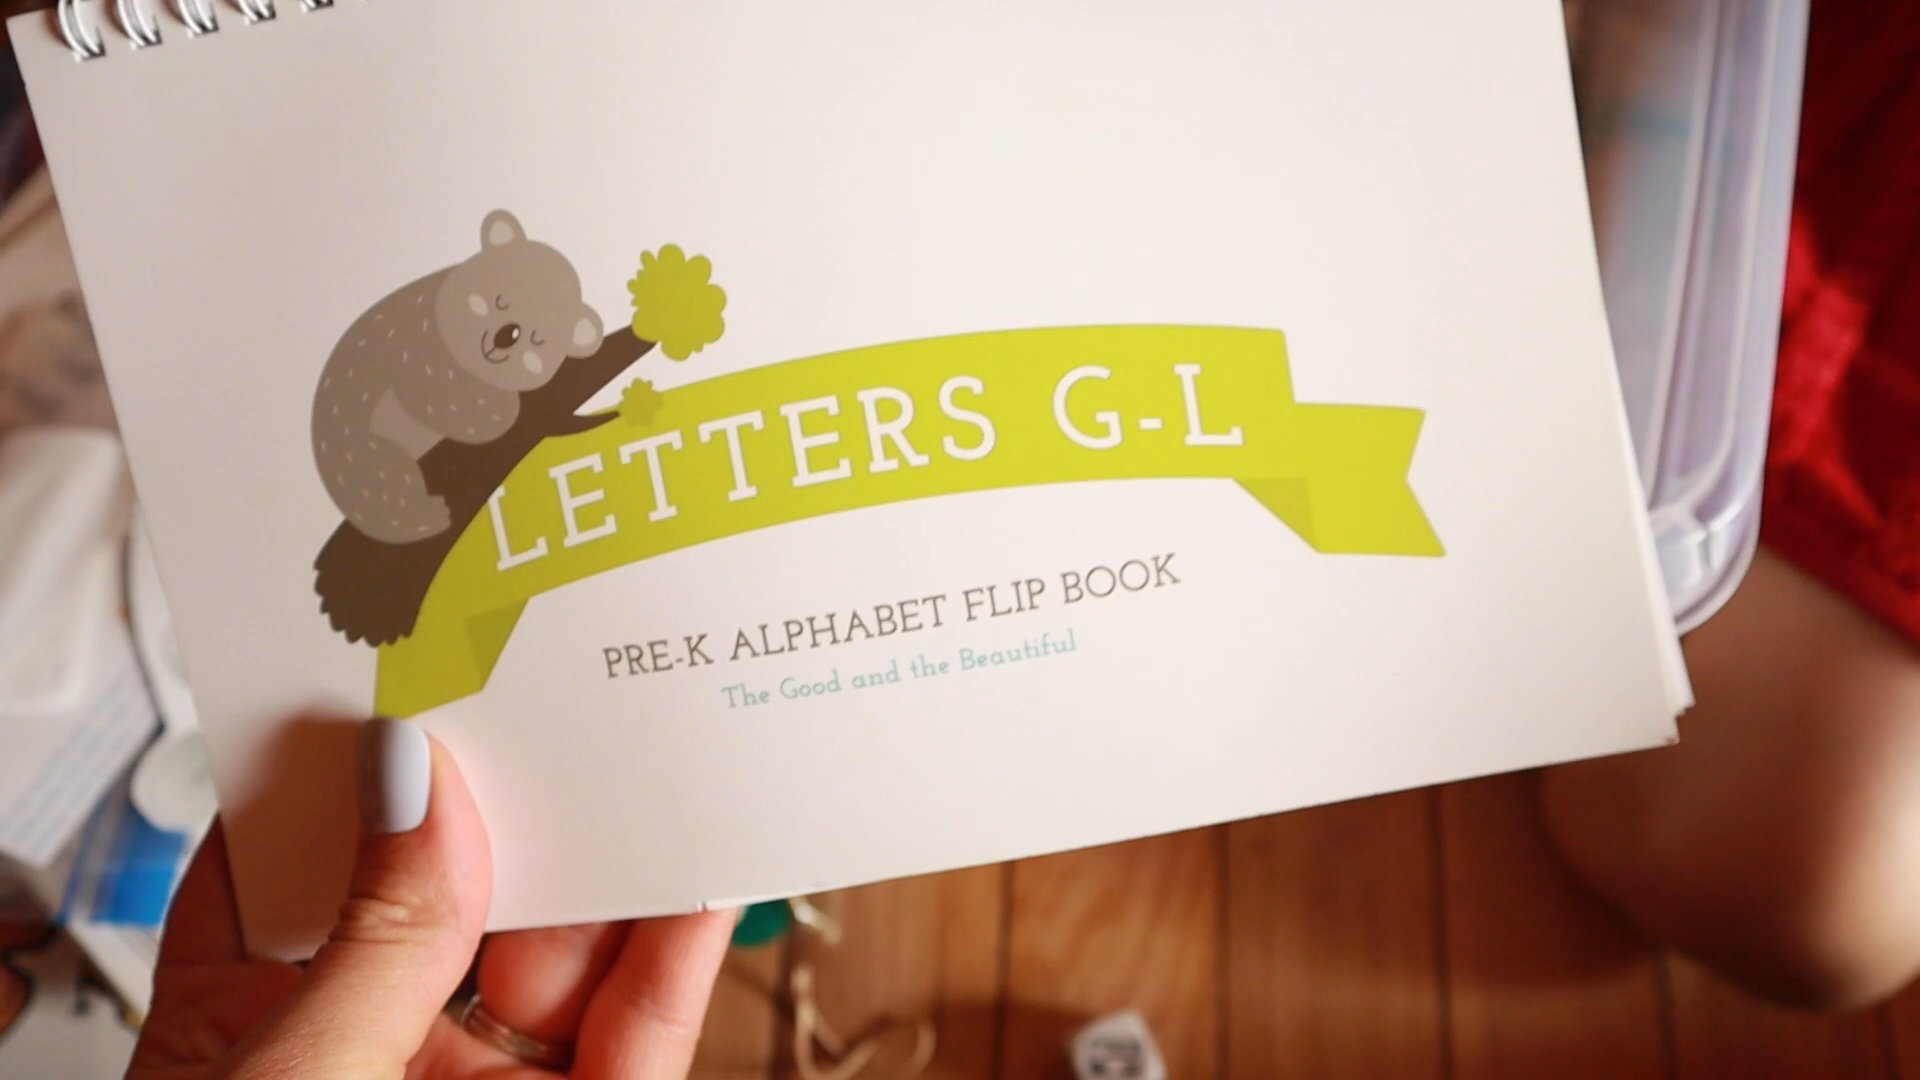 LETTERS G-L
PRE-K ALPHABET FLIP BOOK
The Good and the Beautiful